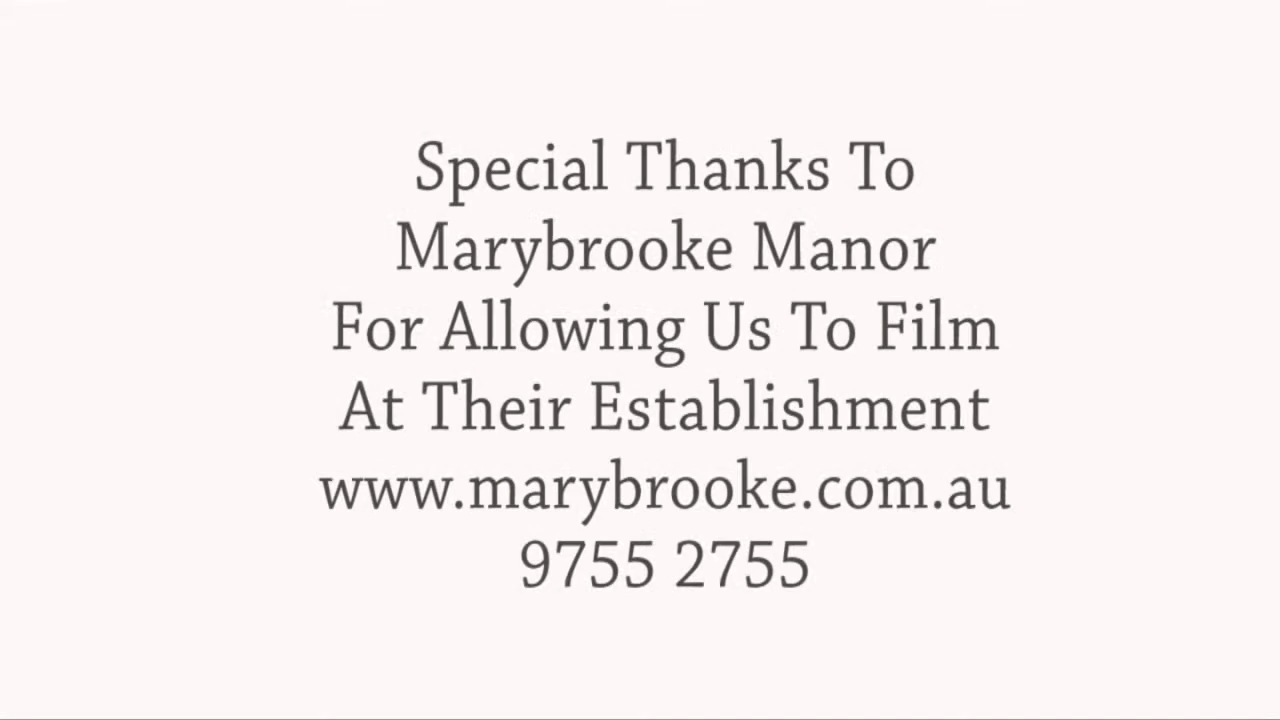 Special Thanks To
Marybrooke Manor
For Allowing Us To Film
At Their Establishment
www.marybrooke.com.au
9755 2755